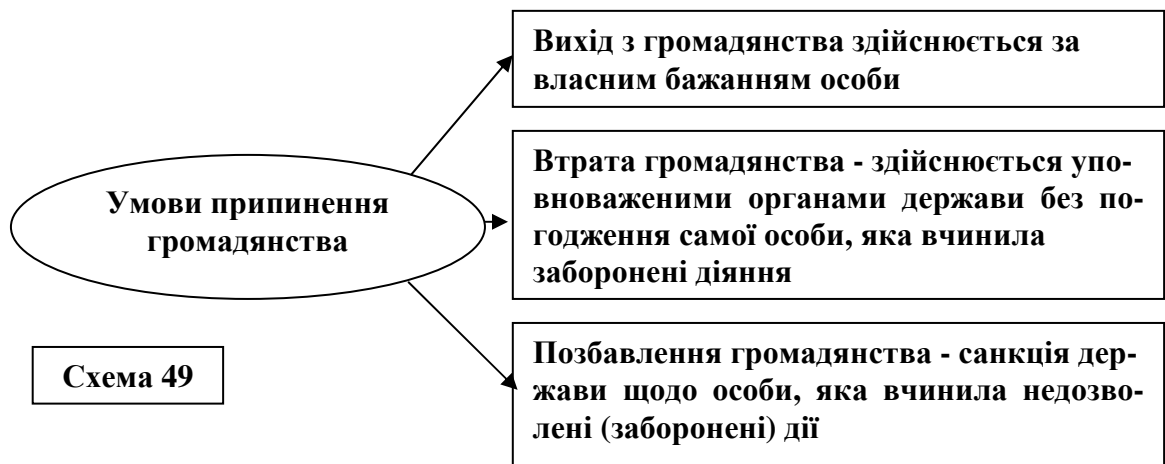 Вихід з громадянства здійснюється за
власним бажанням особи
Умови припинення
громадянства
Втрата громадянства - здійснюється упо-
вноваженими органами держави без по-
годження самої особи, яка вчинила
заборонені діяння
Позбавлення громадянства - санкція дер-
жави щодо особи, яка вчинила недозво-
лені (заборонені) дії
Схема 49